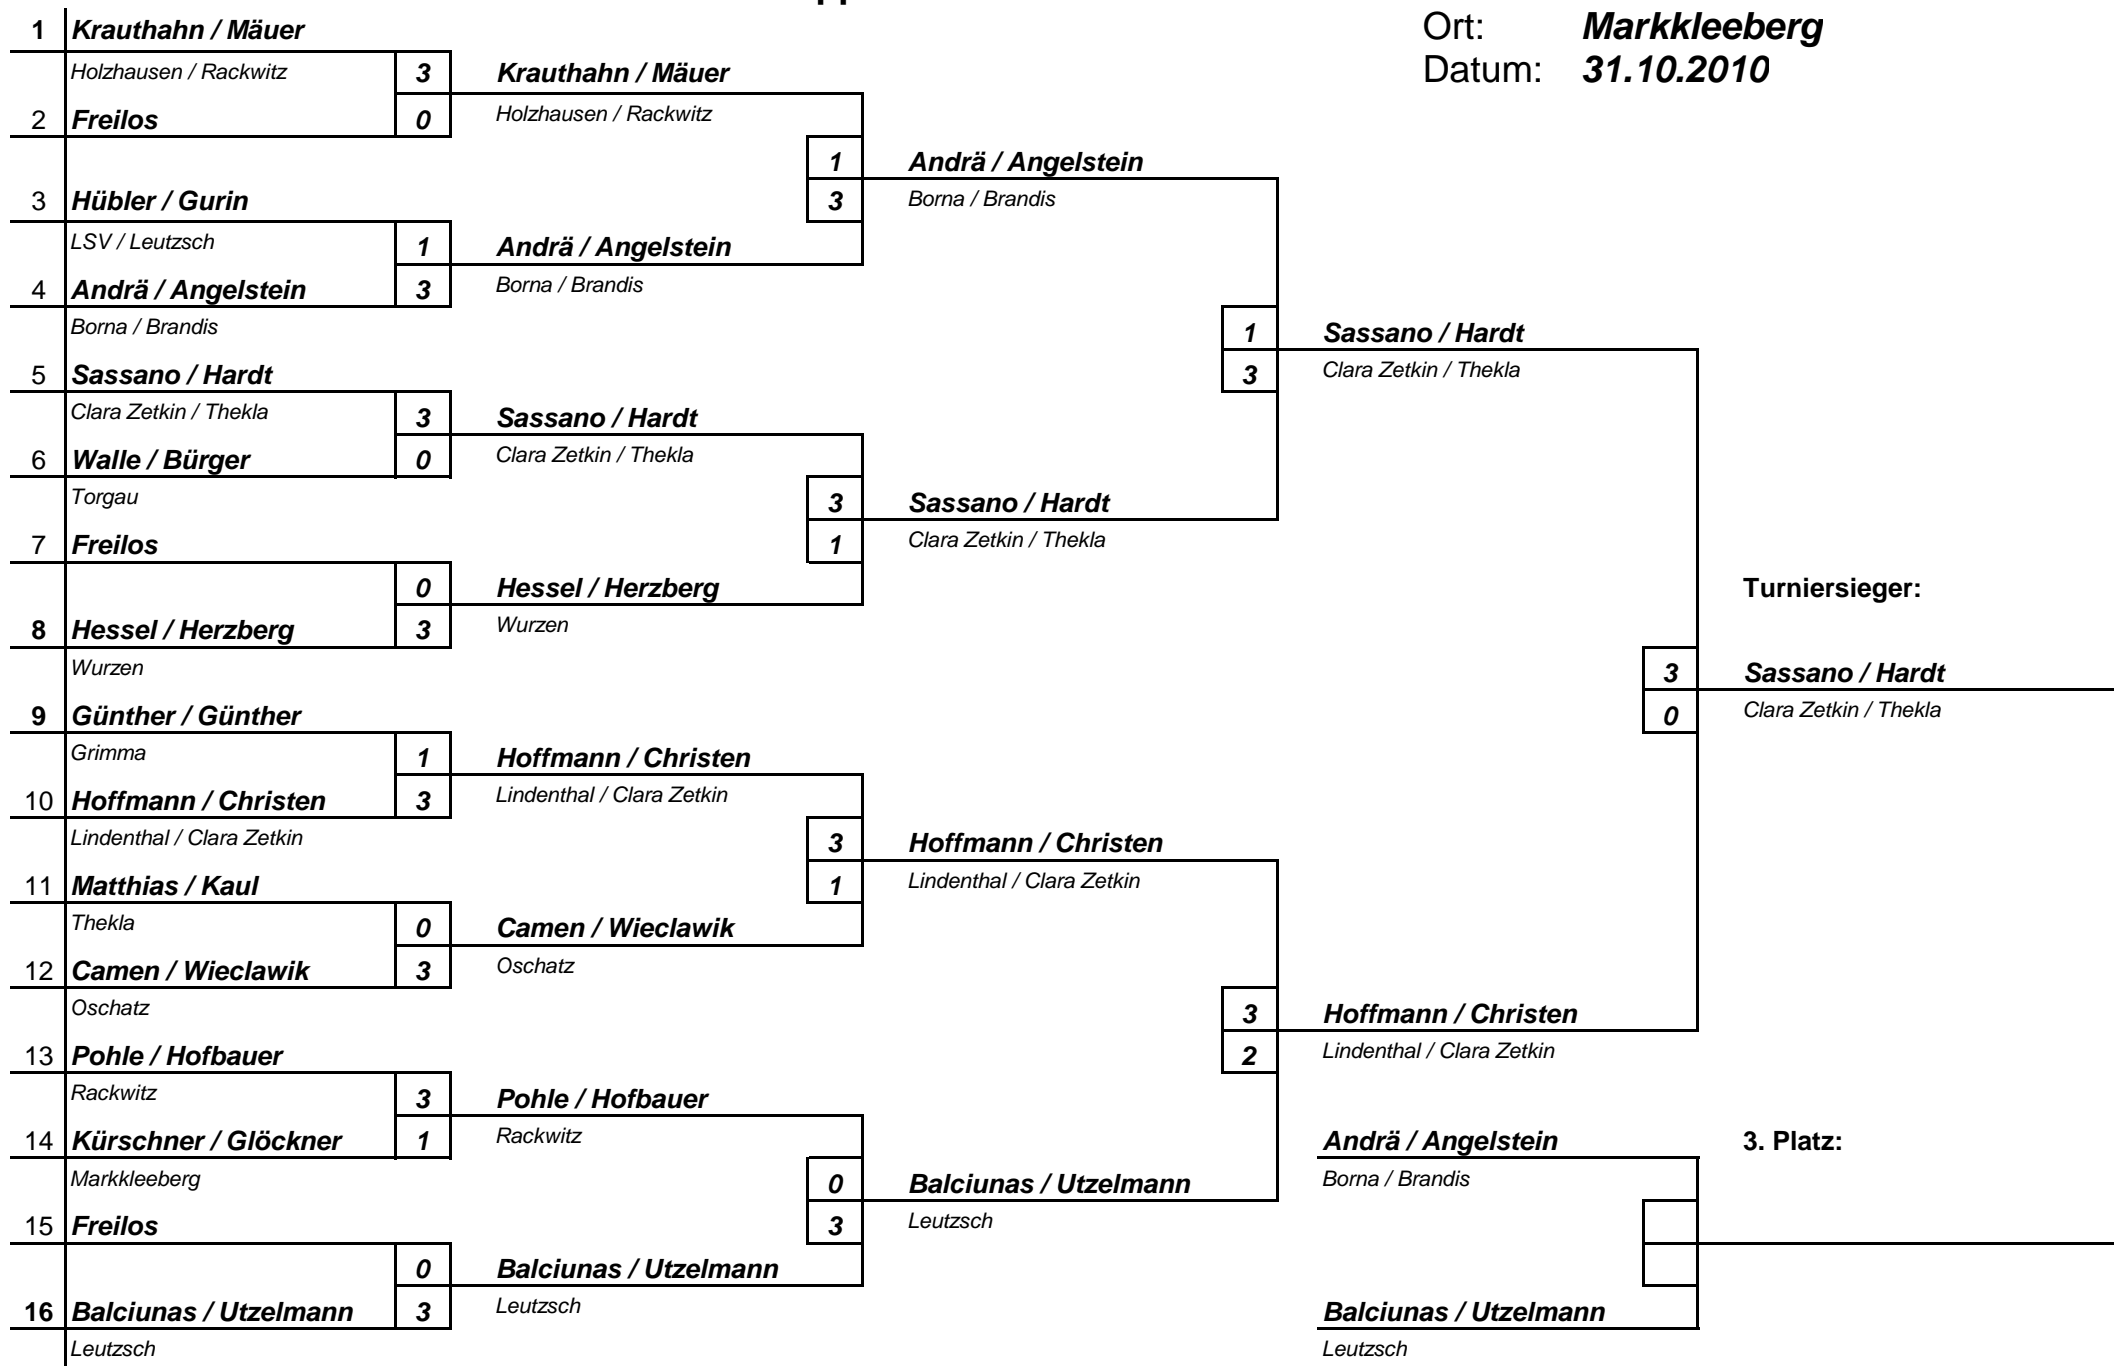 Ort: Markkleeberg
Datum: 31.10.2010
1 Krauthahn / Mäuer
Holzhausen / Rackwitz 3 Krauthahn / Mäuer
2 Freilos 0 Holzhausen / Rackwitz
1 Andrä / Angelstein
3 Hübler / Gurin 3 Borna / Brandis
LSV / Leutzsch 1 Andrä / Angelstein
4 Andrä / Angelstein 3 Borna / Brandis
Borna / Brandis 1 Sassano / Hardt
5 Sassano / Hardt 3 Clara Zetkin / Thekla
Clara Zetkin / Thekla 3 Sassano / Hardt
6 Walle / Bürger 0 Clara Zetkin / Thekla
Torgau 3 Sassano / Hardt
7 Freilos 1 Clara Zetkin / Thekla
0 Hessel / Herzberg Turniersieger:
8 Hessel / Herzberg 3 Wurzen
Wurzen 3 Sassano / Hardt
9 Günther / Günther 0 Clara Zetkin / Thekla
Grimma 1 Hoffmann / Christen
10 Hoffmann / Christen 3 Lindenthal / Clara Zetkin
Lindenthal / Clara Zetkin 3 Hoffmann / Christen
11 Matthias / Kaul 1 Lindenthal / Clara Zetkin
Thekla 0 Camen / Wieclawik
12 Camen / Wieclawik 3 Oschatz
Oschatz 3 Hoffmann / Christen
13 Pohle / Hofbauer 2 Lindenthal / Clara Zetkin
Rackwitz 3 Pohle / Hofbauer
14 Kürschner / Glöckner 1 Rackwitz Andrä / Angelstein 3. Platz:
Markkleeberg 0 Balciunas / Utzelmann Borna / Brandis
15 Freilos 3 Leutzsch
0 Balciunas / Utzelmann
16 Balciunas / Utzelmann 3 Leutzsch Balciunas / Utzelmann
Leutzsch Leutzsch